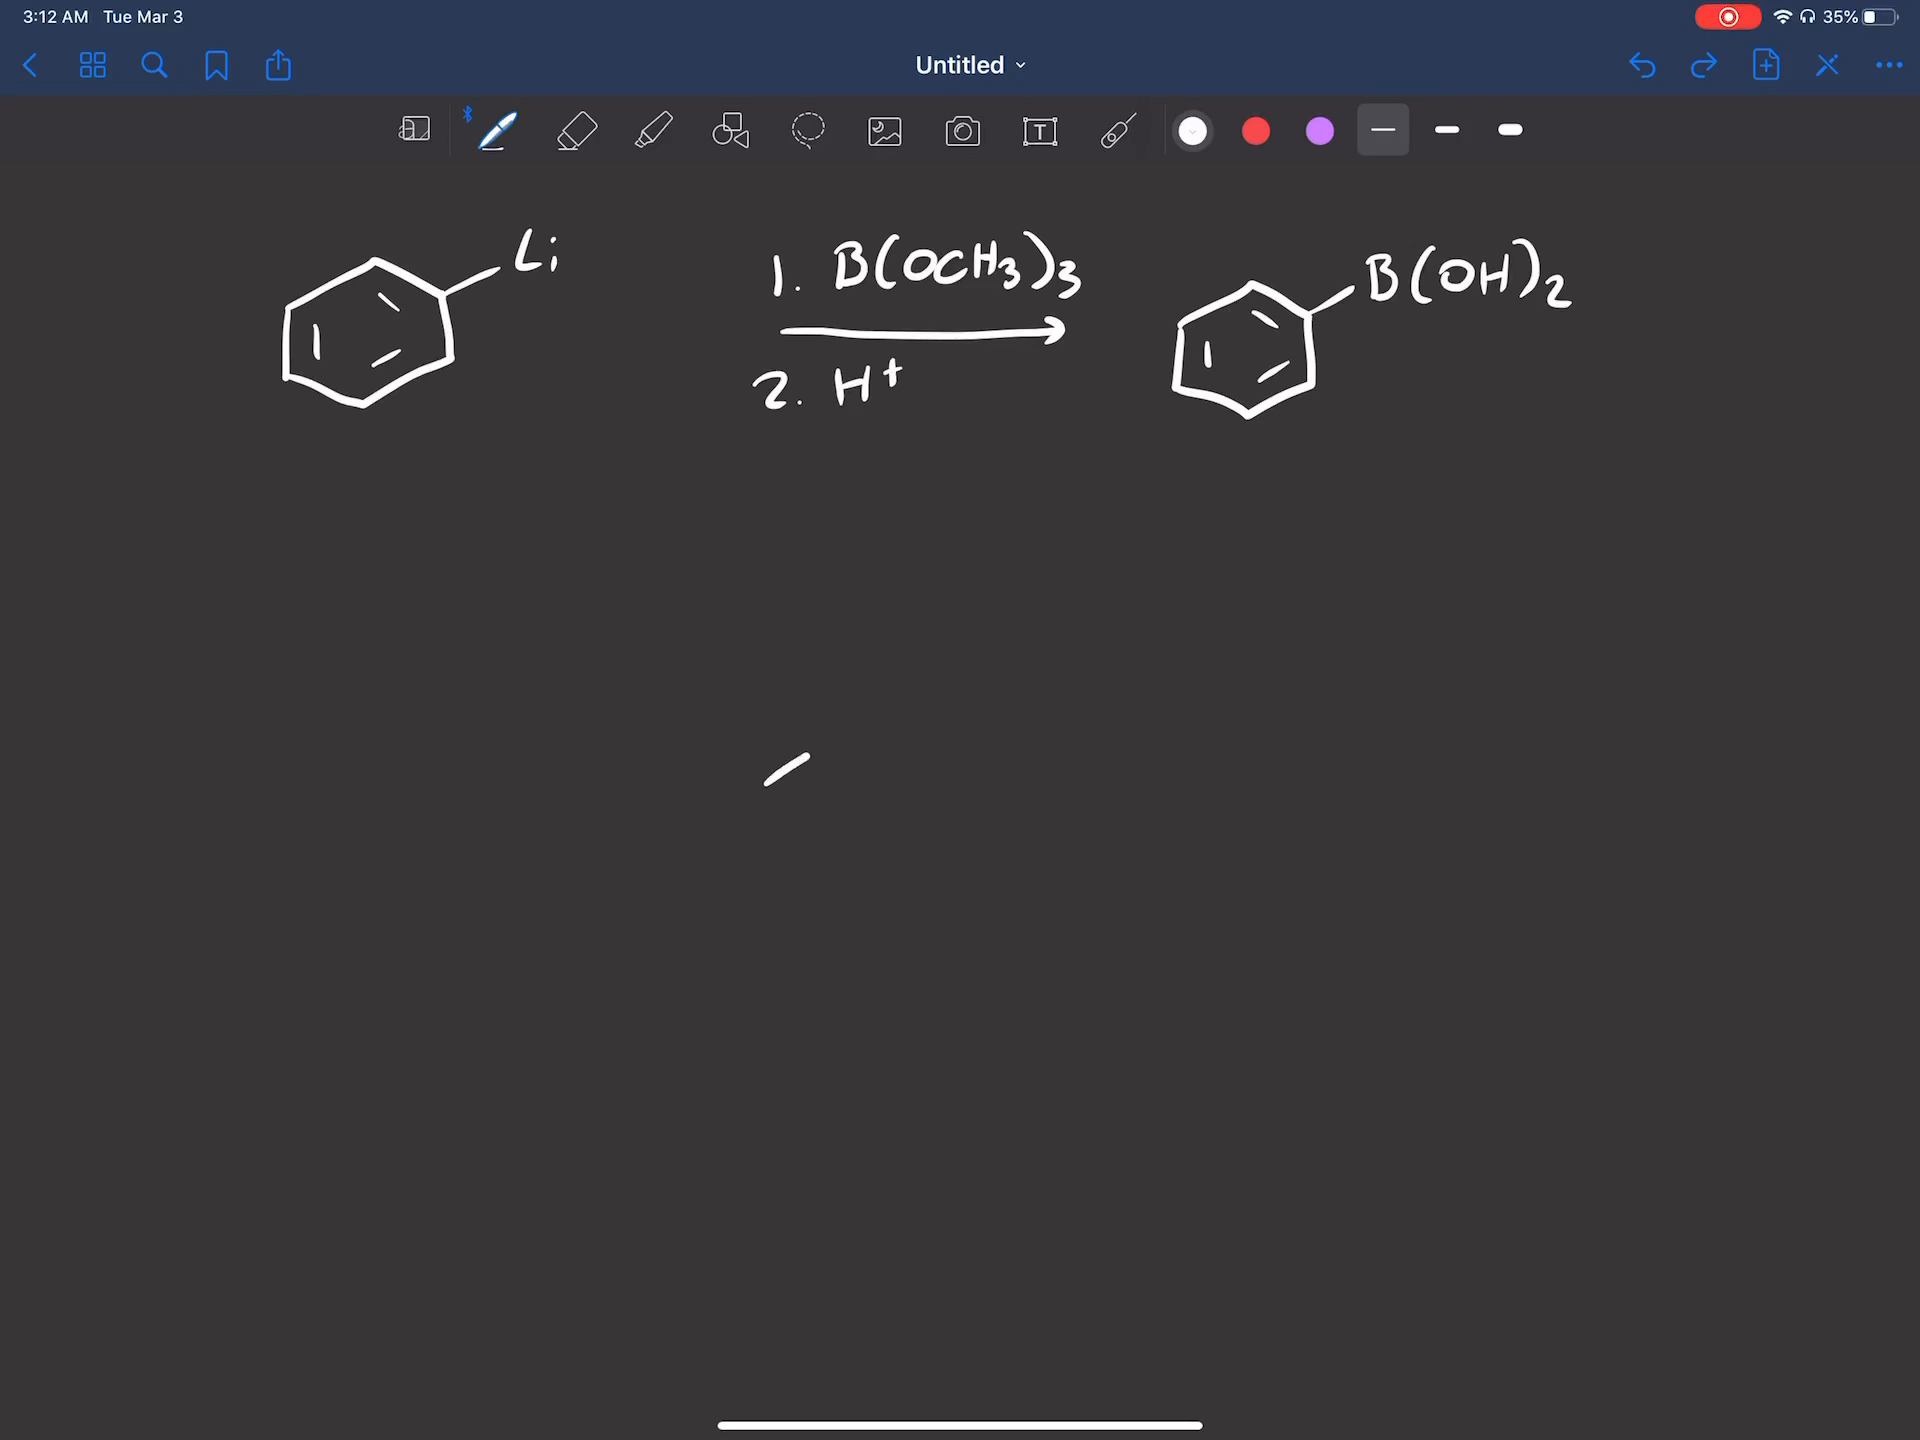 3:12 AM Tue Mar 3
35%
Untitled
T
Li
1. B(OCH₃)₃
B(OH)₂
2. H⁺